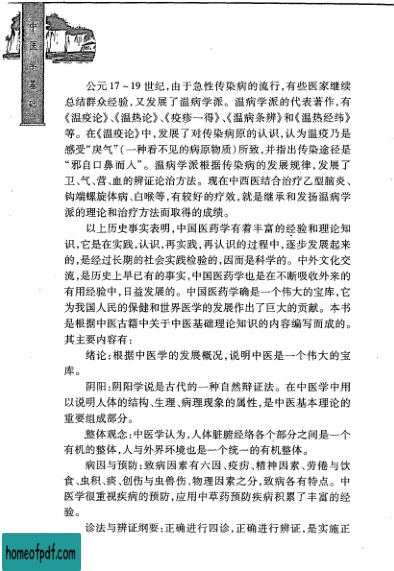 中医学基础
公元17～19世纪,由于急性传染病的流行,有些医家继续
总结群众经验,又发展了温病学派。温病学派的代表著作,有
《温疫论》、《温热论》、《疫疹一得》、《温病条辨》和《温热经纬》
等。在《温疫论》中,发展了对传染病原的认识,认为温疫乃是
感受“戾气”(一种看不见的病原物质)所致,并指出传染途径是
“邪自口鼻而人”。温病学派根据传染病的发展规律,发展了
卫、气、营、血的辨证论治方法。现在中西医结合治疗乙型脑炎、
钩端螺旋体病、白喉等,有较好的疗效,就是继承和发扬温病学
派的理论和治疗方法而取得的成绩。
以上历史事实表明,中国医药学有着丰富的经验和理论知
识,它是在实践,认识,再实践,再认识的过程中,逐步发展起来
的,是经过长期的社会实践检验的,因而是科学的。中外文化交
流,是历史上早已有的事实,中国医药学也是在不断吸收外来的
有用经验中,日益发展的。中国医药学确是一个伟大的宝库,它
为我国人民的保健和世界医学的发展作出了巨大的贡献。本书
是根据中医古籍中关于中医基础理论知识的内容编写而成的。
其主要内容有:
绪论:根据中医学的发展概况,说明中医是一个伟大的宝
库。
阴阳:阴阳学说是古代的一种自然辩证法。在中医学中用
以说明人体的结构、生理、病理现象的属性,是中医基本理论的
重要组成部分。
整体观念:中医学认为,人体脏腑经络各个部分之间是一个
有机的整体,人与外界环境也是一个统一的有机整体。
病因与预防:致病因素有六因、疫疠、精神因素、劳倦与饮
食、虫积、痰、创伤与虫兽伤、物理因素之分,致病各有特点。中
医学很重视疾病的预防,应用中草药预防疾病积累了丰富的经
验。
诊法与辨证纲要:正确进行四诊,正确进行辨证,是实施正
homeofpdf.com